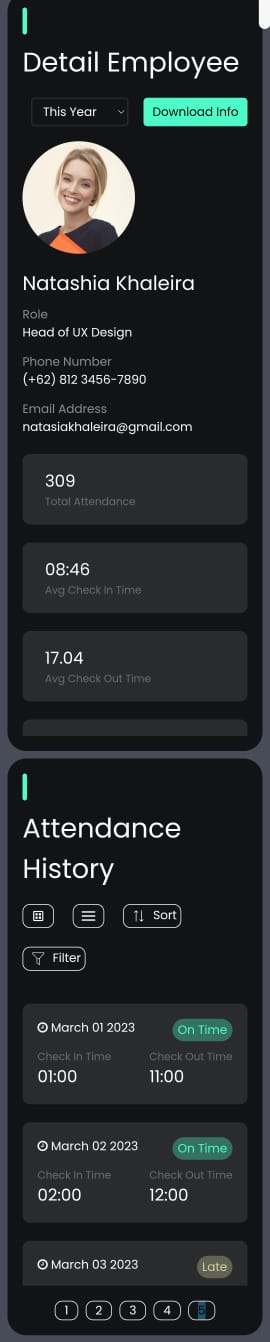 Detail Employee
This Year
Download Info
Natashia Khaleira
Role
Head of UX Design
Phone Number
(+62) 812 3456-7890
Email Address
natasiakhaleira@gmail.com
309
Total Attendance
08:46
Avg Check In Time
17.04
Avg Check Out Time
Attendance
History
Sort
Filter
March 01 2023
On Time
Check In Time Check Out Time
01:00 11:00
March 02 2023
On Time
Check In Time Check Out Time
02:00 12:00
March 03 2023
Late
1 2 3 4 5